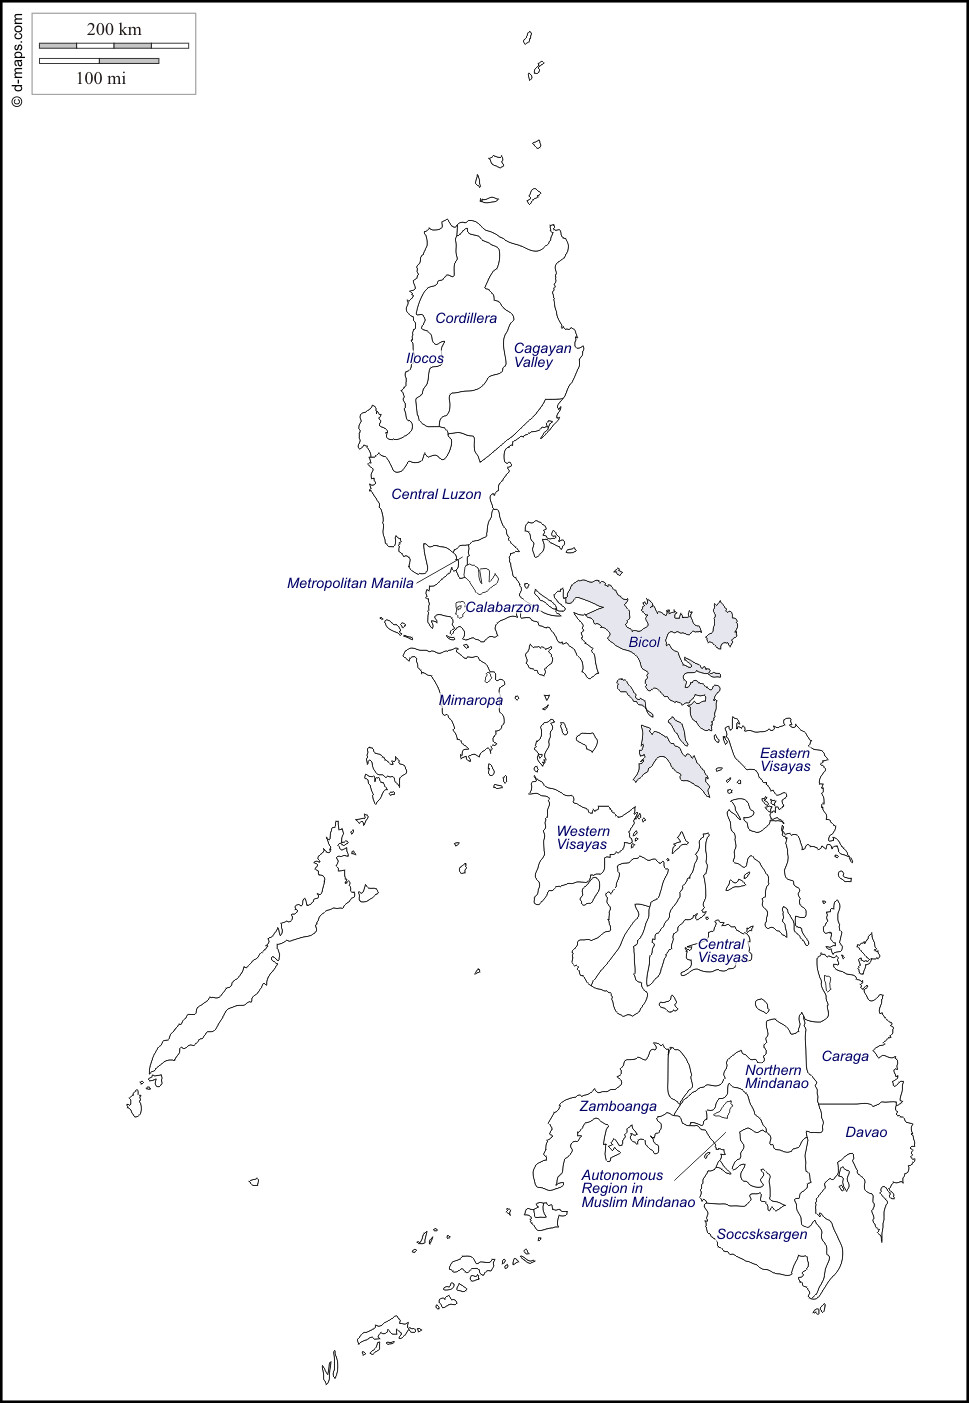 © d-maps.com
200 km
100 mi
Cordillera
Ilocos
Cagayan
Valley
Central Luzon
Metropolitan Manila
Calabarzon
Bicol
Mimaropa
Eastern
Visayas
Western
Visayas
Central
Visayas
Caraga
Northern
Mindanao
Zamboanga
Davao
Autonomous
Region in
Muslim Mindanao
Soccsksargen